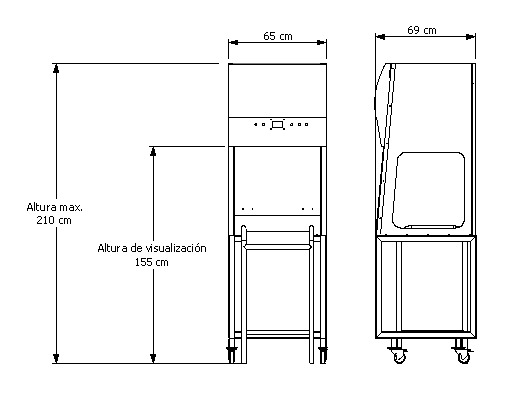 65 cm
69 cm
Altura max.
210 cm
Altura de visualización
155 cm